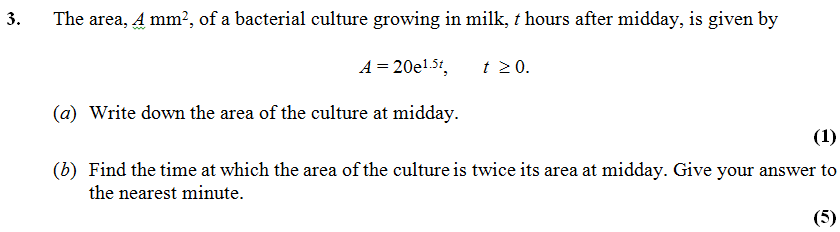 3. The area, A mm², of a bacterial culture growing in milk, t hours after midday, is given by
A = 20e^{1.5t}, t ≥ 0.
(a) Write down the area of the culture at midday.
(1)
(b) Find the time at which the area of the culture is twice its area at midday. Give your answer to
the nearest minute.
(5)